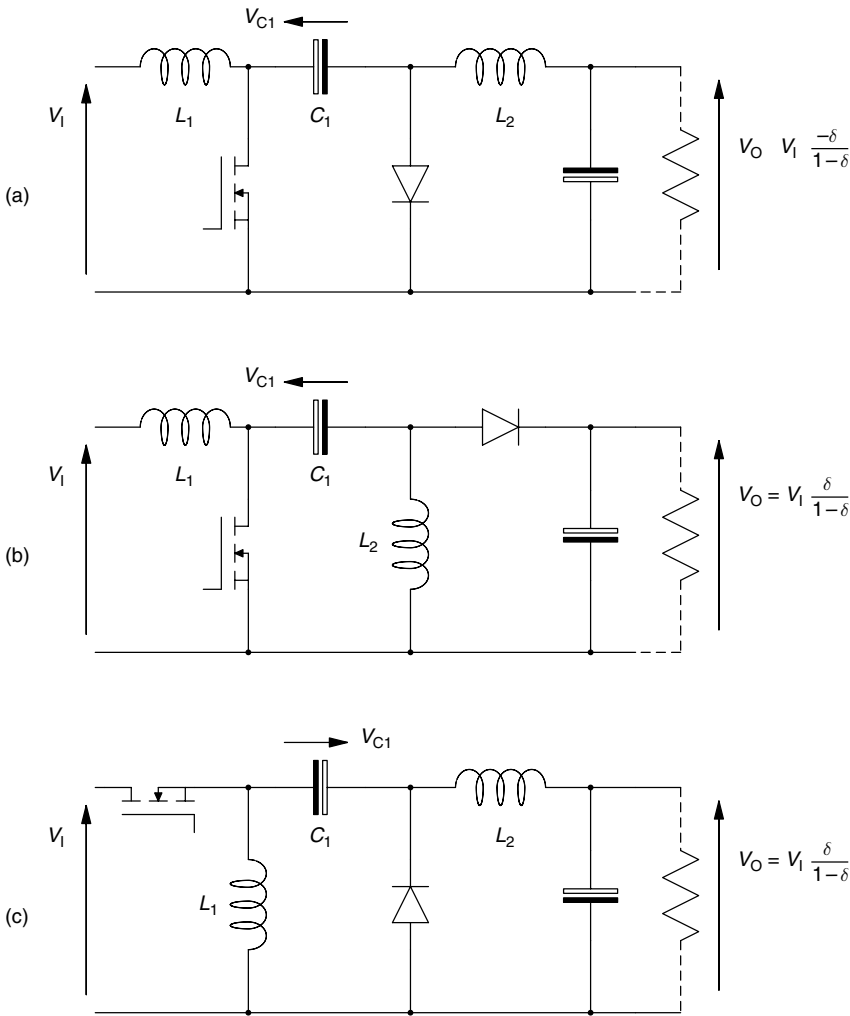 V_C1
V_I
L_1
C_1
L_2
V_O V_I −δ/1−δ
(a)
V_C1
V_I
L_1
C_1
L_2
V_O = V_I δ/1−δ
(b)
V_C1
V_I
C_1
L_2
L_1
V_O = V_I δ/1−δ
(c)